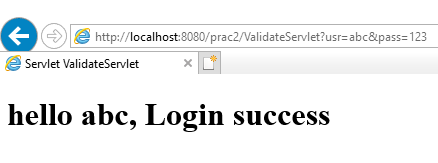 http://localhost:8080/prac2/ValidateServlet?usr=abc&pass=123
Servlet ValidateServlet
hello abc, Login success